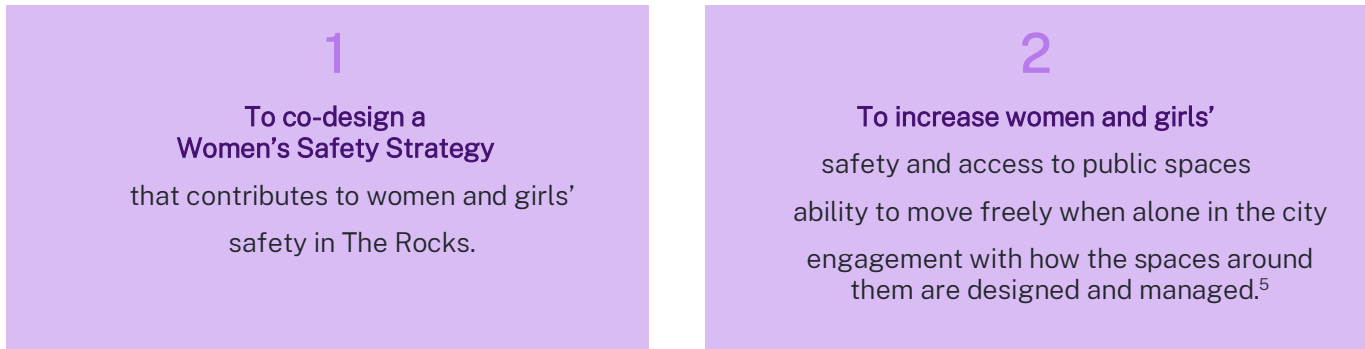 1
To co-design a
Women’s Safety Strategy
that contributes to women and girls’
safety in The Rocks.
2
To increase women and girls’
safety and access to public spaces
ability to move freely when alone in the city
engagement with how the spaces around
them are designed and managed.⁵